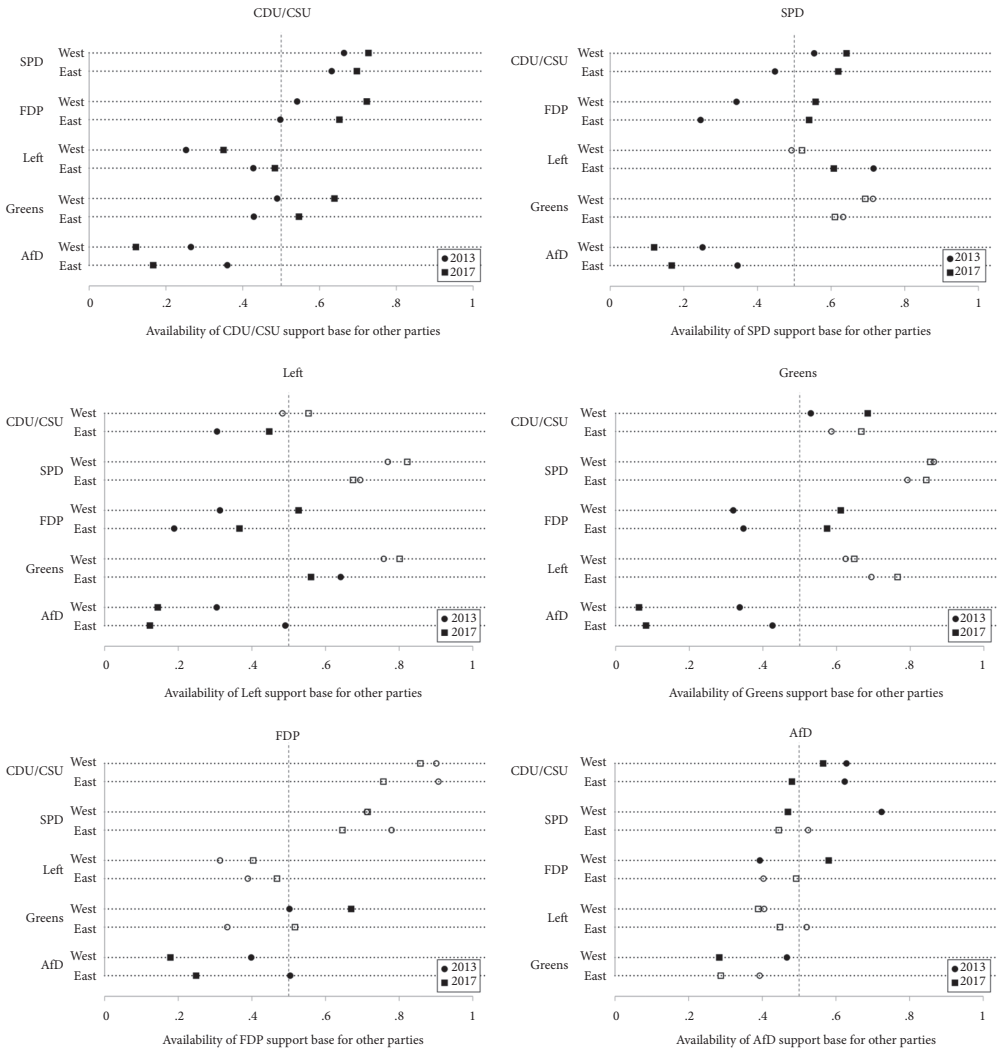 CDU/CSU
SPD
West
East
FDP
West
East
Left
West
East
Greens
West
East
AfD
West
East
2013
2017
0 .2 .4 .6 .8 1
Availability of CDU/CSU support base for other parties
SPD
CDU/CSU
West
East
FDP
West
East
Left
West
East
Greens
West
East
AfD
West
East
2013
2017
0 .2 .4 .6 .8 1
Availability of SPD support base for other parties
Left
CDU/CSU
West
East
SPD
West
East
FDP
West
East
Greens
West
East
AfD
West
East
2013
2017
0 .2 .4 .6 .8 1
Availability of Left support base for other parties
Greens
CDU/CSU
West
East
SPD
West
East
FDP
West
East
Left
West
East
AfD
West
East
2013
2017
0 .2 .4 .6 .8 1
Availability of Greens support base for other parties
FDP
CDU/CSU
West
East
SPD
West
East
Left
West
East
Greens
West
East
AfD
West
East
2013
2017
0 .2 .4 .6 .8 1
Availability of FDP support base for other parties
AfD
CDU/CSU
West
East
SPD
West
East
FDP
West
East
Left
West
East
Greens
West
East
2013
2017
0 .2 .4 .6 .8 1
Availability of AfD support base for other parties